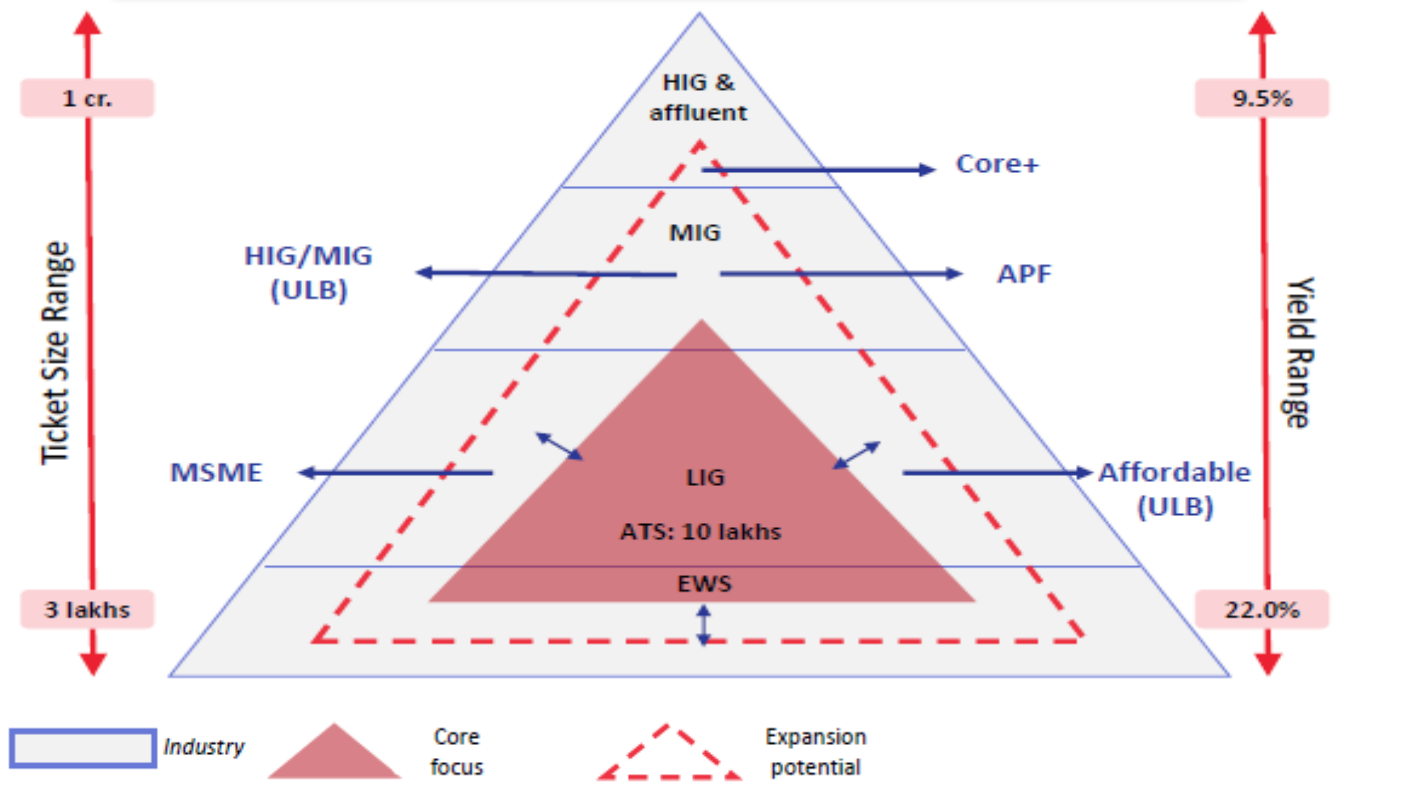 HIG &
affluent
1 cr.
9.5%
Core+
MIG
HIG/MIG
(ULB)
APF
Ticket Size Range
Yield Range
MSME
LIG
Affordable
(ULB)
ATS: 10 lakhs
EWS
3 lakhs
22.0%
Industry
Core
focus
Expansion
potential